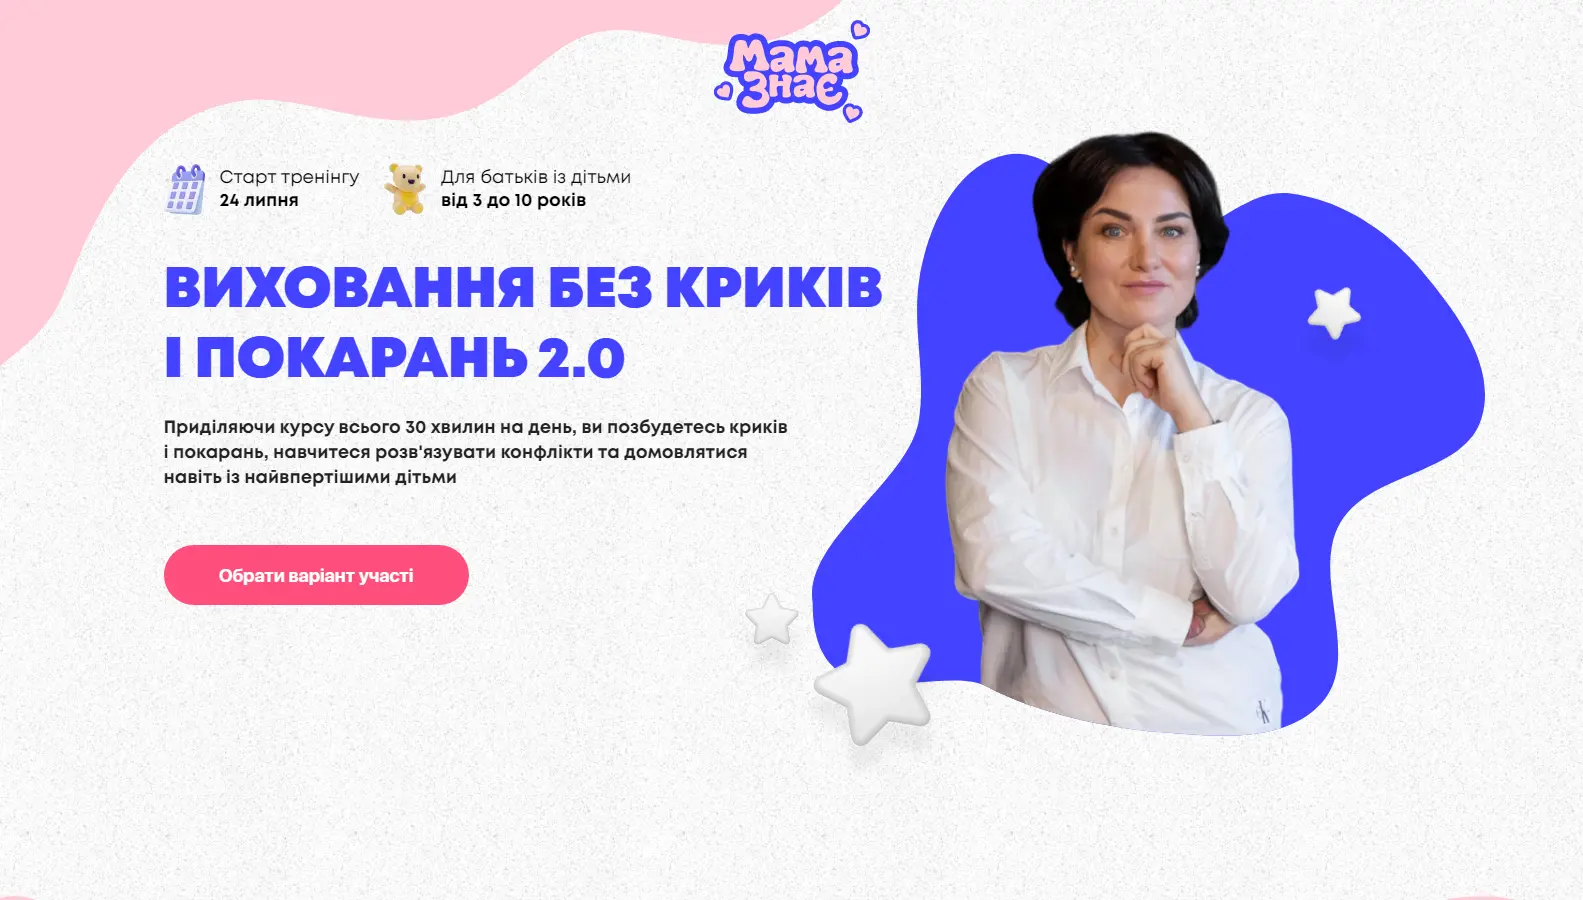 Мама
Знає
Старт тренінгу
24 липня
Для батьків із дітьми
від 3 до 10 років
ВИХОВАННЯ БЕЗ КРИКІВ
І ПОКАРАНЬ 2.0
Приділяючи курсу всього 30 хвилин на день, ви позбудетесь криків
і покарань, навчитеся розв'язувати конфлікти та домовлятися
навіть із найвпертішими дітьми
Обрати варіант участі